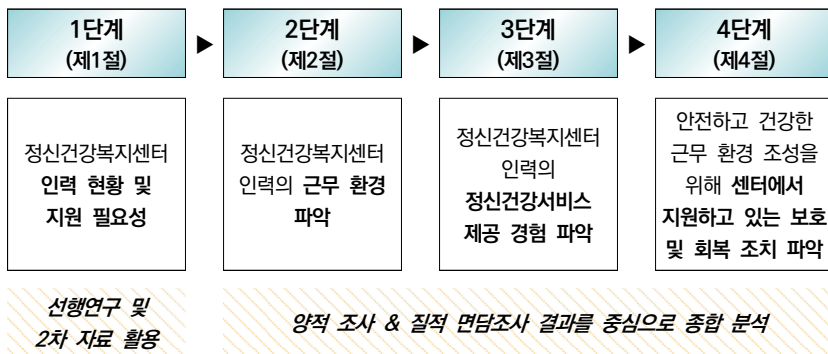 1단계
(제1절)
▶
2단계
(제2절)
▶
3단계
(제3절)
▶
4단계
(제4절)
정신건강복지센터
인력 현황 및
지원 필요성
정신건강복지센터
인력의 근무 환경
파악
정신건강복지센터
인력의
정신건강서비스
제공 경험 파악
안전하고 건강한
근무 환경 조성을
위해 센터에서
지원하고 있는 보호
및 회복 조치 파악
선행연구 및
2차 자료 활용
양적 조사 & 질적 면담조사 결과를 중심으로 종합 분석